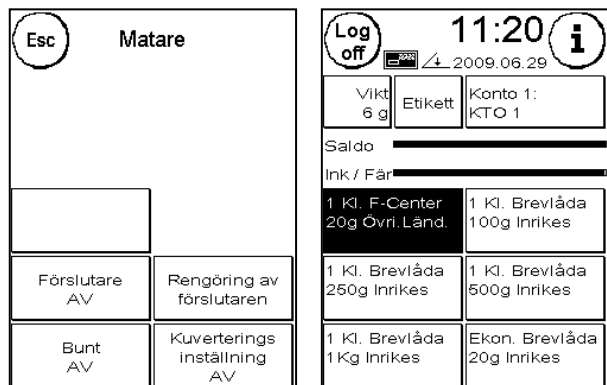 Esc
Matare
Förslutare
AV
Rengöring av
förslutaren
Bunt
AV
Kuverterings
inställning
AV
Log
off
11:20
i
2009.06.29
Vikt
6 g
Etikett
Konto 1:
KTO 1
Saldo
Ink / Fär
1 Kl. F-Center
20g Övri.Länd.
1 Kl. Brevlåda
100g Inrikes
1 Kl. Brevlåda
250g Inrikes
1 Kl. Brevlåda
500g Inrikes
1 Kl. Brevlåda
1Kg Inrikes
Ekon. Brevlåda
20g Inrikes